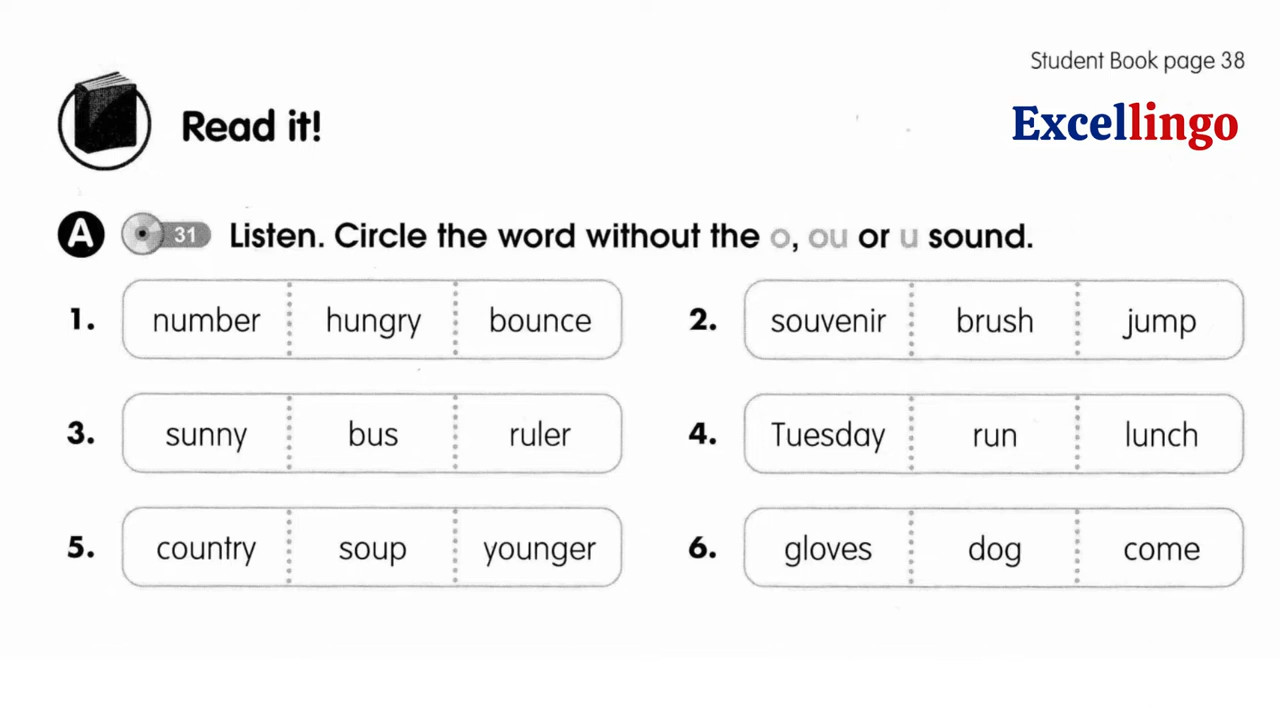 Student Book page 38
Excellingo
Read it!
A 31 Listen. Circle the word without the o, ou or u sound.
1. number hungry bounce
2. souvenir brush jump
3. sunny bus ruler
4. Tuesday run lunch
5. country soup younger
6. gloves dog come